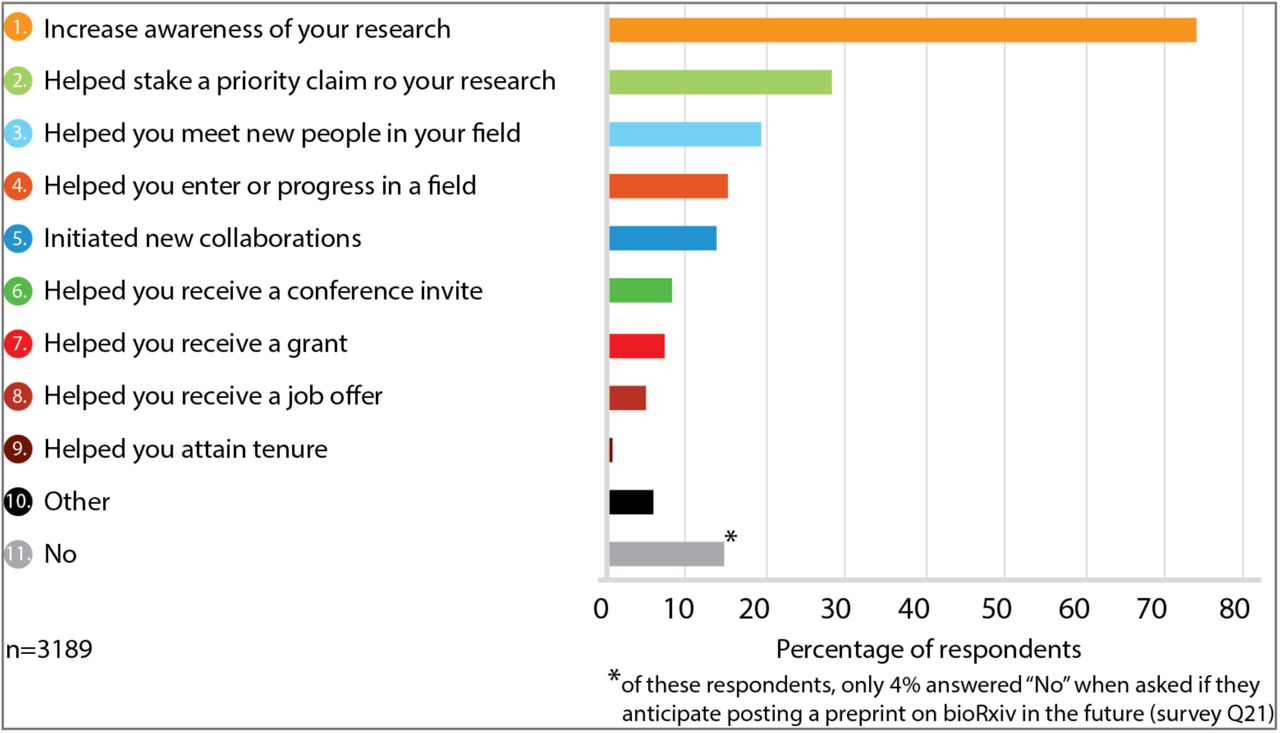 1. Increase awareness of your research
2. Helped stake a priority claim ro your research
3. Helped you meet new people in your field
4. Helped you enter or progress in a field
5. Initiated new collaborations
6. Helped you receive a conference invite
7. Helped you receive a grant
8. Helped you receive a job offer
9. Helped you attain tenure
10. Other
11. No
*
0 10 20 30 40 50 60 70 80
n=3189
Percentage of respondents
*of these respondents, only 4% answered “No” when asked if they
anticipate posting a preprint on bioRxiv in the future (survey Q21)